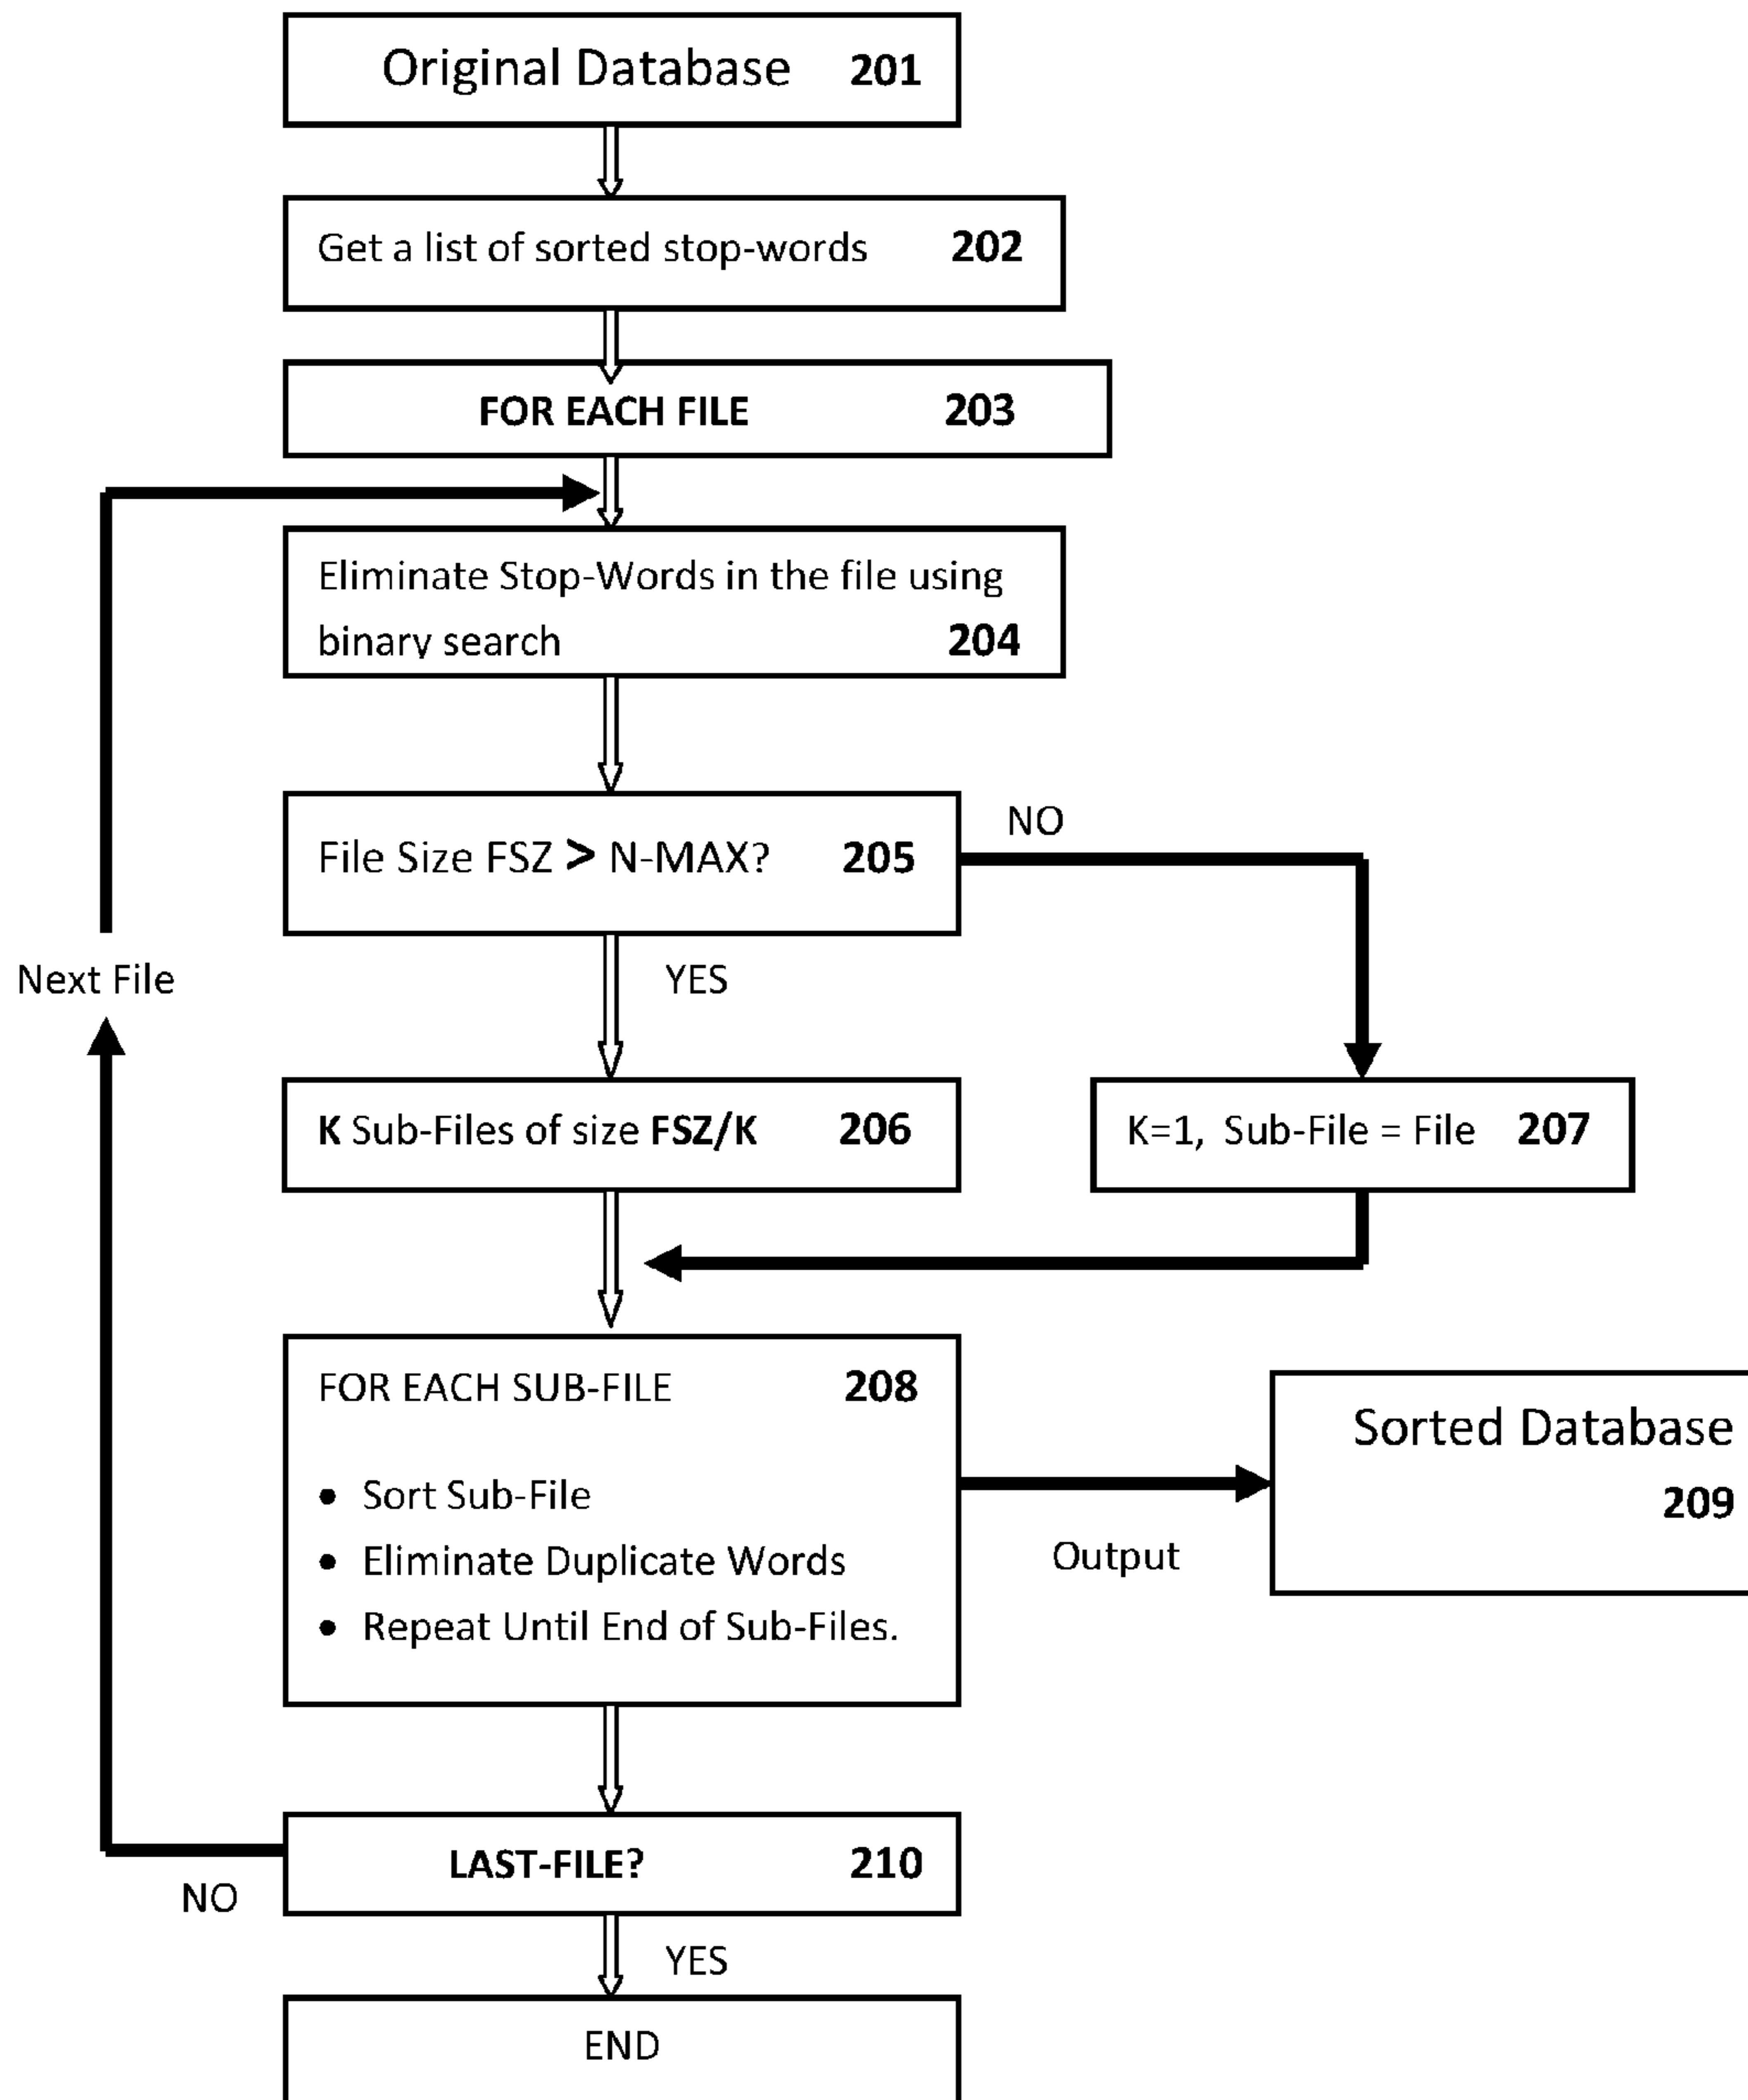 Original Database 201
Get a list of sorted stop-words 202
FOR EACH FILE 203
Eliminate Stop-Words in the file using
binary search 204
File Size FSZ > N-MAX? 205
NO
Next File
YES
K Sub-Files of size FSZ/K 206
K=1, Sub-File = File 207
FOR EACH SUB-FILE 208
• Sort Sub-File
• Eliminate Duplicate Words
• Repeat Until End of Sub-Files.
Output
Sorted Database
209
LAST-FILE? 210
NO
YES
END